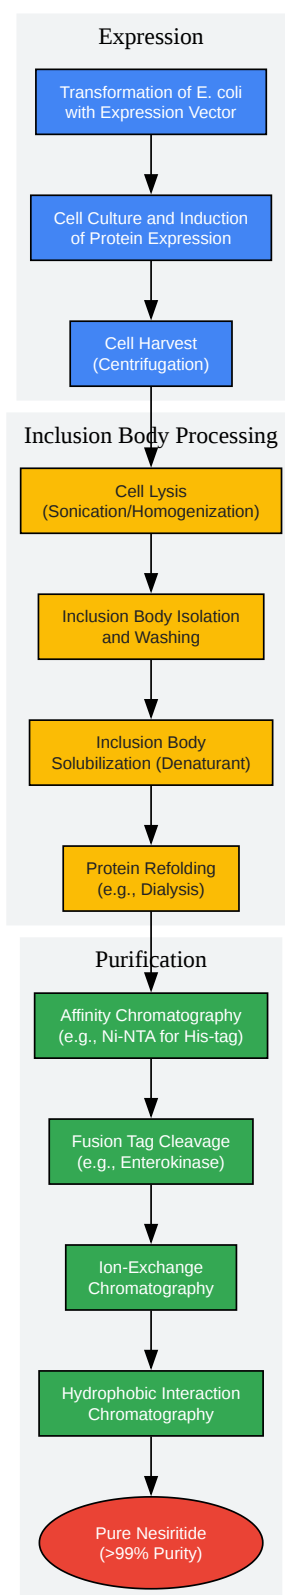 Expression
Transformation of E. coli
with Expression Vector
Cell Culture and Induction
of Protein Expression
Cell Harvest
(Centrifugation)
Inclusion Body Processing
Cell Lysis
(Sonication/Homogenization)
Inclusion Body Isolation
and Washing
Inclusion Body
Solubilization (Denaturant)
Protein Refolding
(e.g., Dialysis)
Purification
Affinity Chromatography
(e.g., Ni-NTA for His-tag)
Fusion Tag Cleavage
(e.g., Enterokinase)
Ion-Exchange
Chromatography
Hydrophobic Interaction
Chromatography
Pure Nesiritide
(>99% Purity)